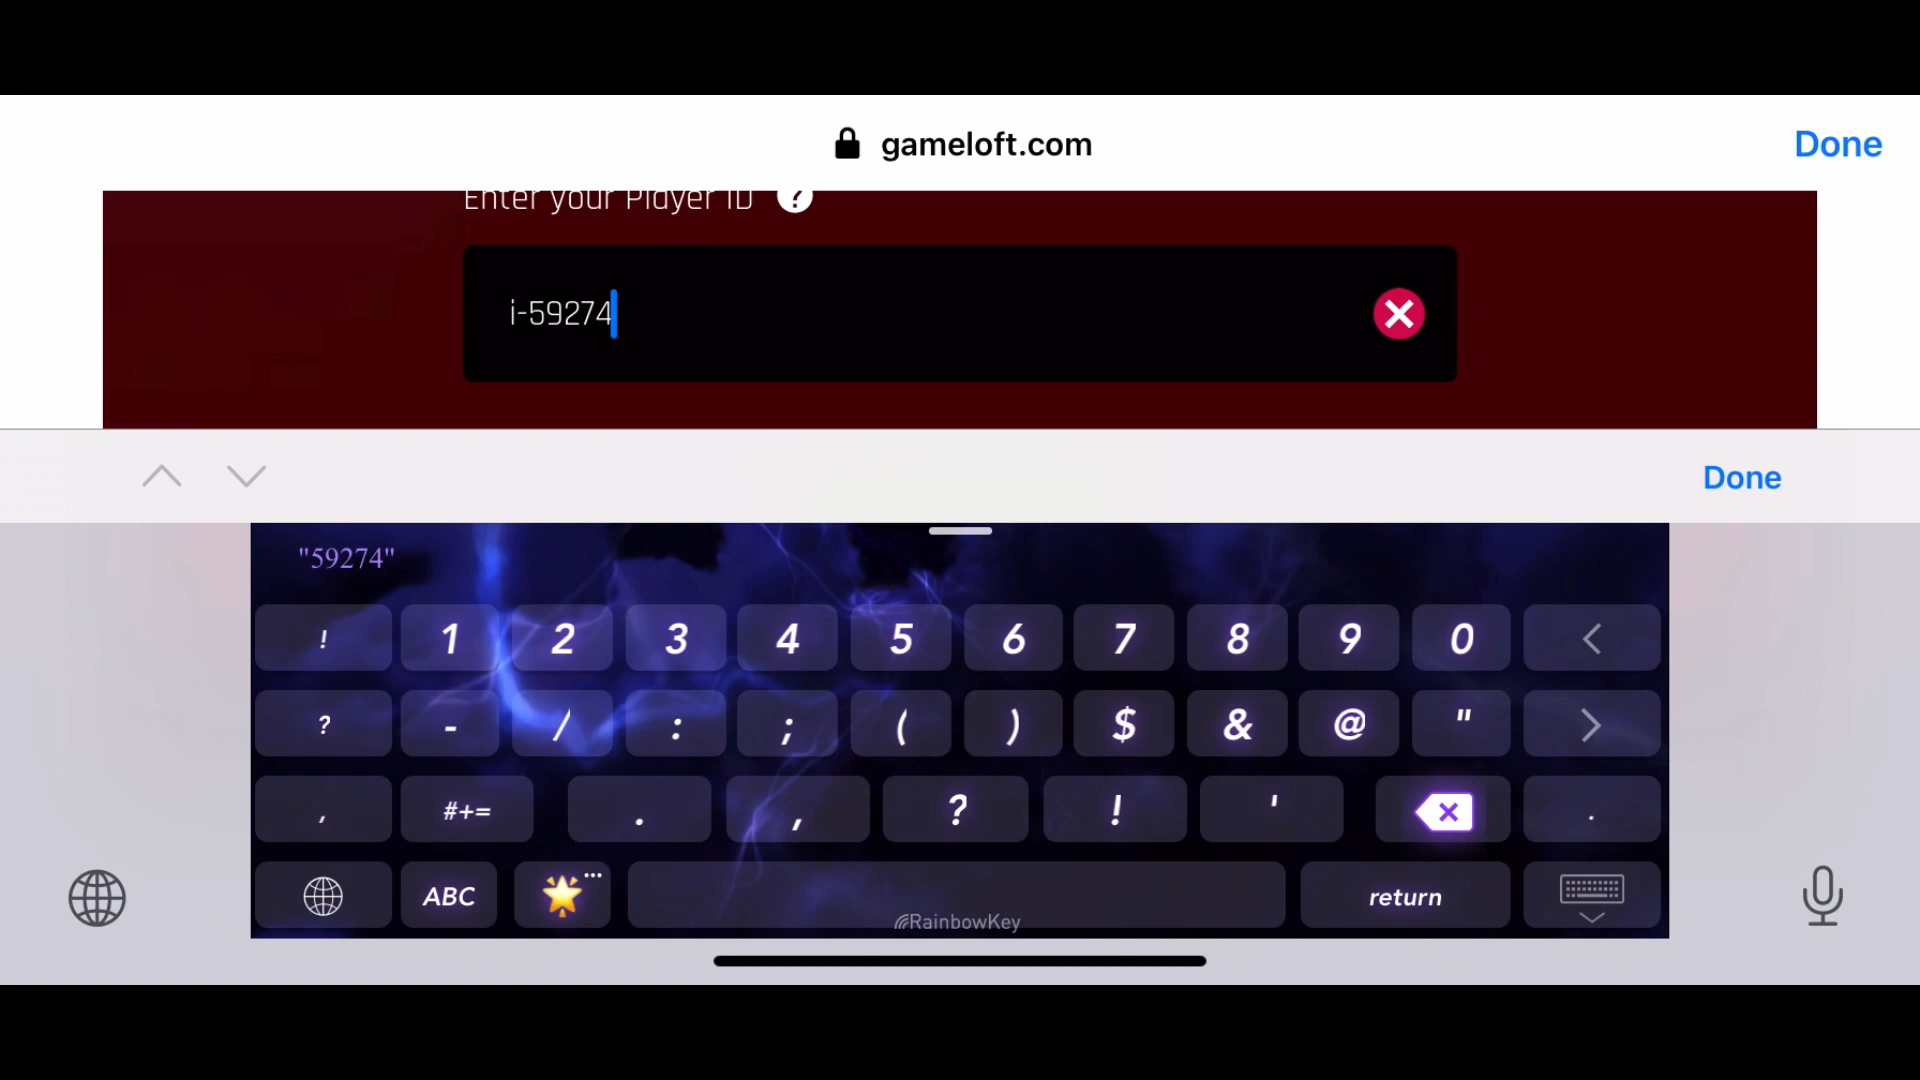 gameloft.com
Done
Enter your Player ID ?
i-59274
Done
"59274"
! 1 2 3 4 5 6 7 8 9 0 <
? - / : ; ( ) $ & @ " >
, #+= . , ? ! ' .
ABC ... return
RainbowKey